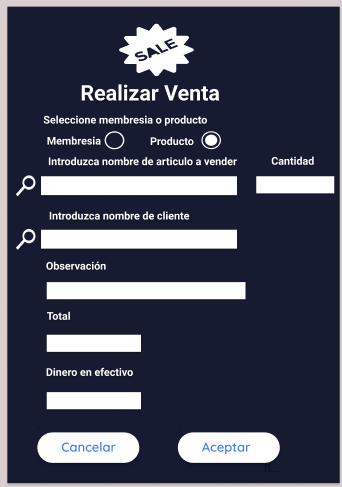 SALE
Realizar Venta
Seleccione membresia o producto
Membresia Producto
Introduzca nombre de articulo a vender Cantidad
Introduzca nombre de cliente
Observación
Total
Dinero en efectivo
Cancelar Aceptar